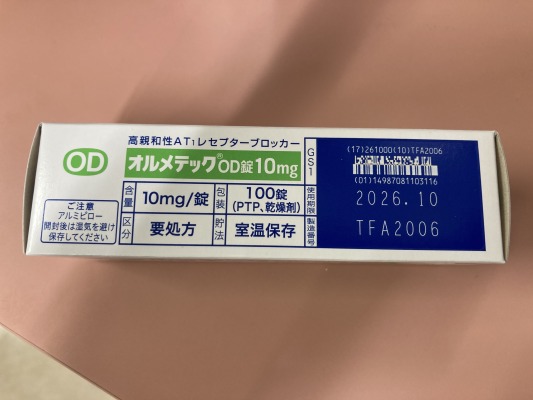 OD
高親和性AT1レセプターブロッカー
オルメテック®OD錠10mg
ご注意
アルミピロー
開封後は湿気を避け
保存してください
含量
10mg/錠
包装
100錠
(PTP、乾燥剤)
区分
要処方
貯法
室温保存
GS1
(17)261000(10)TFA2006
(01)14987081103116
使用期限
2026.10
製造番号
TFA2006